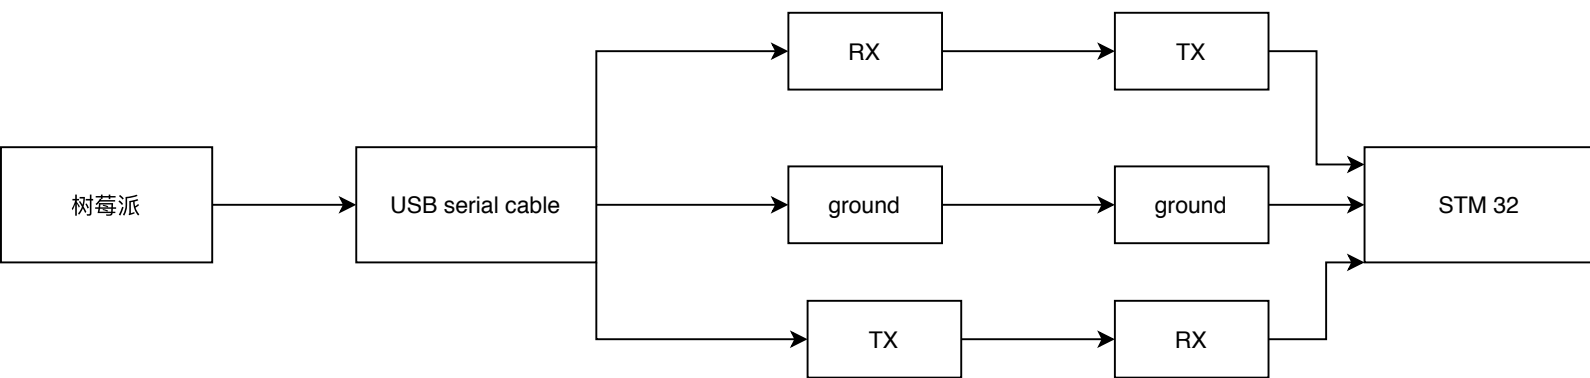 RX
TX
树莓派
USB serial cable
ground
ground
STM 32
TX
RX